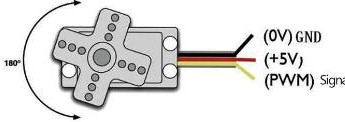 180°
(0V) GND
(+5V)
(PWM) Signa